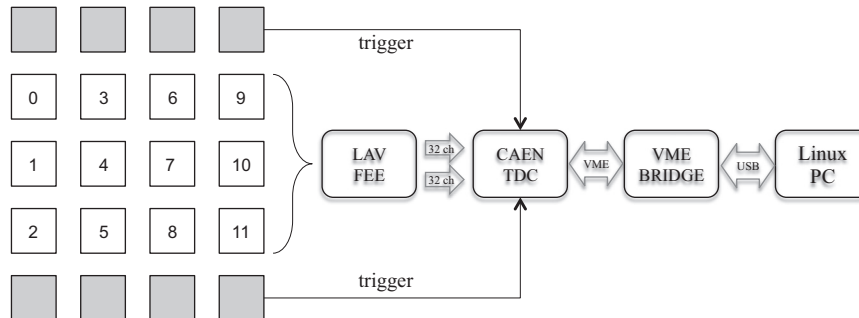 trigger
0 3 6 9
1 4 7 10
2 5 8 11
LAV
FEE
32 ch
32 ch
CAEN
TDC
VME
VME
BRIDGE
USB
Linux
PC
trigger